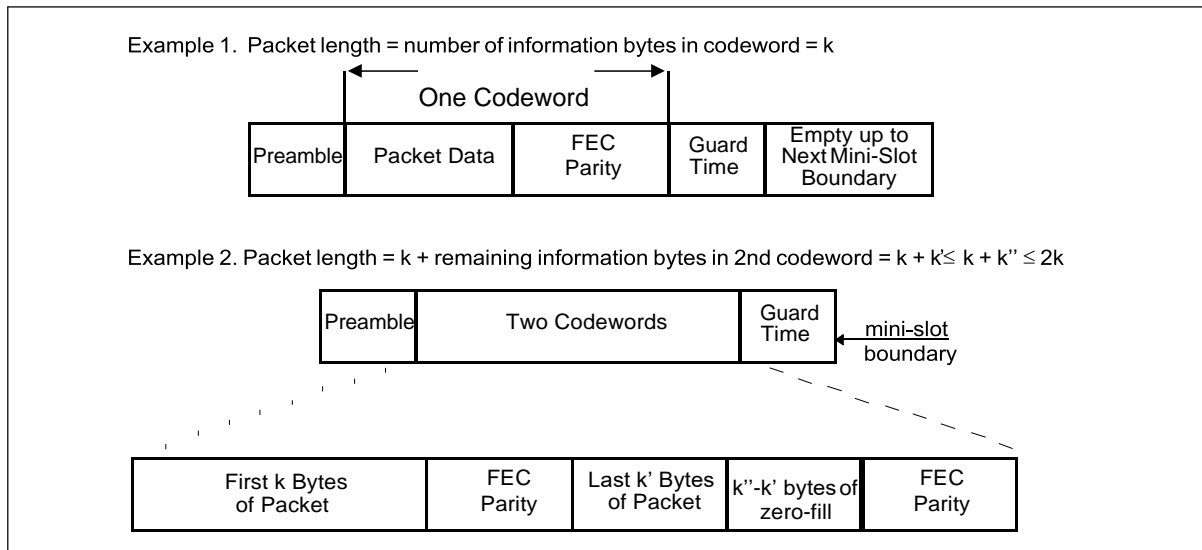 Example 1. Packet length = number of information bytes in codeword = k
One Codeword
Preamble
Packet Data
FEC
Parity
Guard
Time
Empty up to
Next Mini-Slot
Boundary
Example 2. Packet length = k + remaining information bytes in 2nd codeword = k + k'≤ k + k'' ≤ 2k
Preamble
Two Codewords
Guard
Time
mini-slot
boundary
First k Bytes
of Packet
FEC
Parity
Last k' Bytes
of Packet
k''-k' bytes of
zero-fill
FEC
Parity